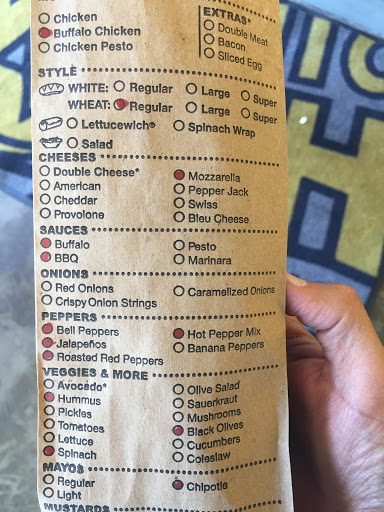 Chicken
Buffalo Chicken
Chicken Pesto
EXTRAS*
Double Meat
Bacon
Sliced Egg
STYLE
WHITE: Regular Large Super
WHEAT: Regular Large Super
Lettucewich® Spinach Wrap
Salad
CHEESES
Double Cheese* Mozzarella
American Pepper Jack
Cheddar Swiss
Provolone Bleu Cheese
SAUCES
Buffalo Pesto
BBQ Marinara
ONIONS
Red Onions Caramelized Onions
Crispy Onion Strings
PEPPERS
Bell Peppers Hot Pepper Mix
Jalapeños Banana Peppers
Roasted Red Peppers
VEGGIES & MORE
Avocado* Olive Salad
Hummus Sauerkraut
Pickles Mushrooms
Tomatoes Black Olives
Lettuce Cucumbers
Spinach Coleslaw
MAYOS
Regular Chipotle
Light
MUSTARDS